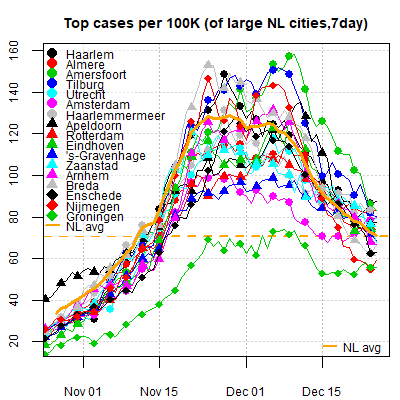 Top cases per 100K (of large NL cities,7day)
160
140
120
100
80
60
40
20
Haarlem
Almere
Amersfoort
Tilburg
Utrecht
Amsterdam
Haarlemmermeer
Apeldoorn
Rotterdam
Eindhoven
's-Gravenhage
Zaanstad
Arnhem
Breda
Enschede
Nijmegen
Groningen
NL avg
NL avg
Nov 01
Nov 15
Dec 01
Dec 15